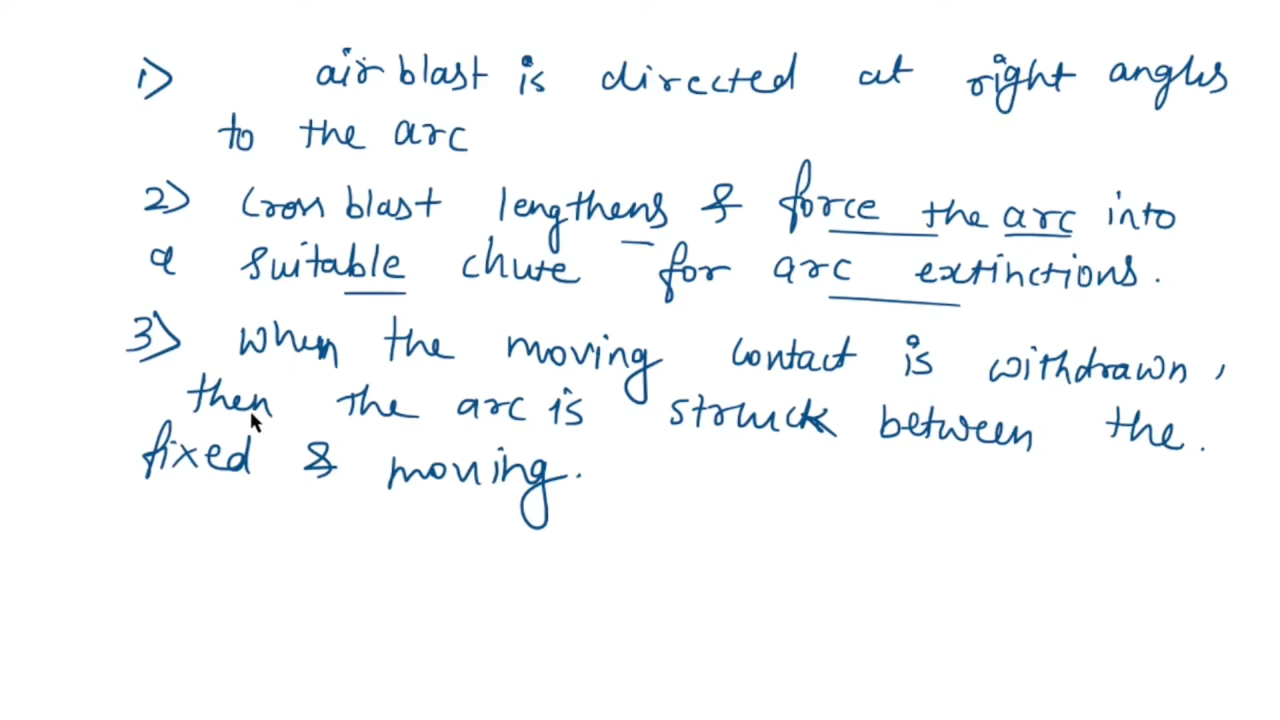 1) air blast is directed at right angles
to the arc
2) Cross blast lengthens & force the arc into
a suitable chute for arc extinctions.
3) when the moving contact is withdrawn,
then the arc is struck between the.
fixed & moving.